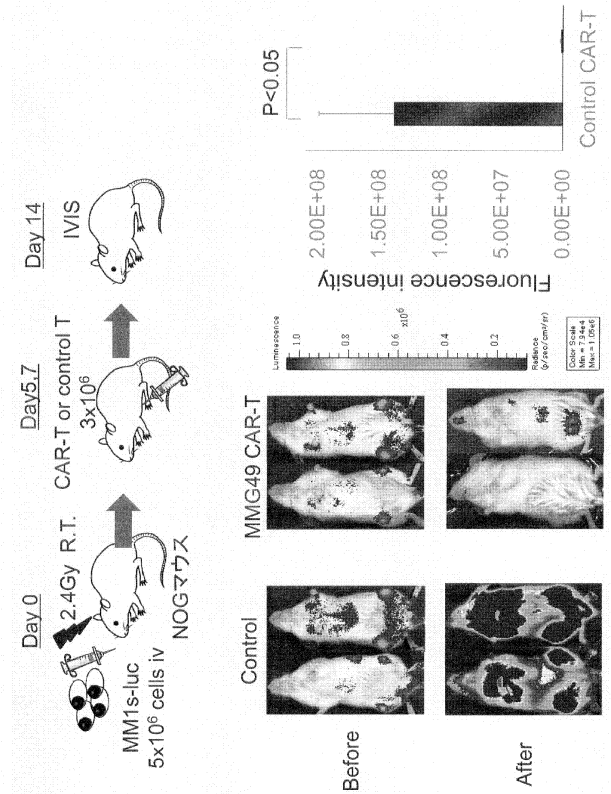 Day 0
Day5.7
Day 14
2.4Gy R.T.
CAR-T or control T
3x10⁶
IVIS
MM1s-luc
5x10⁶ cells iv
NOGマウス
Control
MMG49 CAR-T
Before
After
Luminescence
1.0
0.8
0.6
x10⁶
0.4
0.2
Radiance
(p/sec/cm²/sr)
Color Scale
Min = 7.94e4
Max = 1.05e6
P<0.05
2.00E+08
1.50E+08
1.00E+08
5.00E+07
0.00E+00
Fluorescence intensity
Control CAR-T